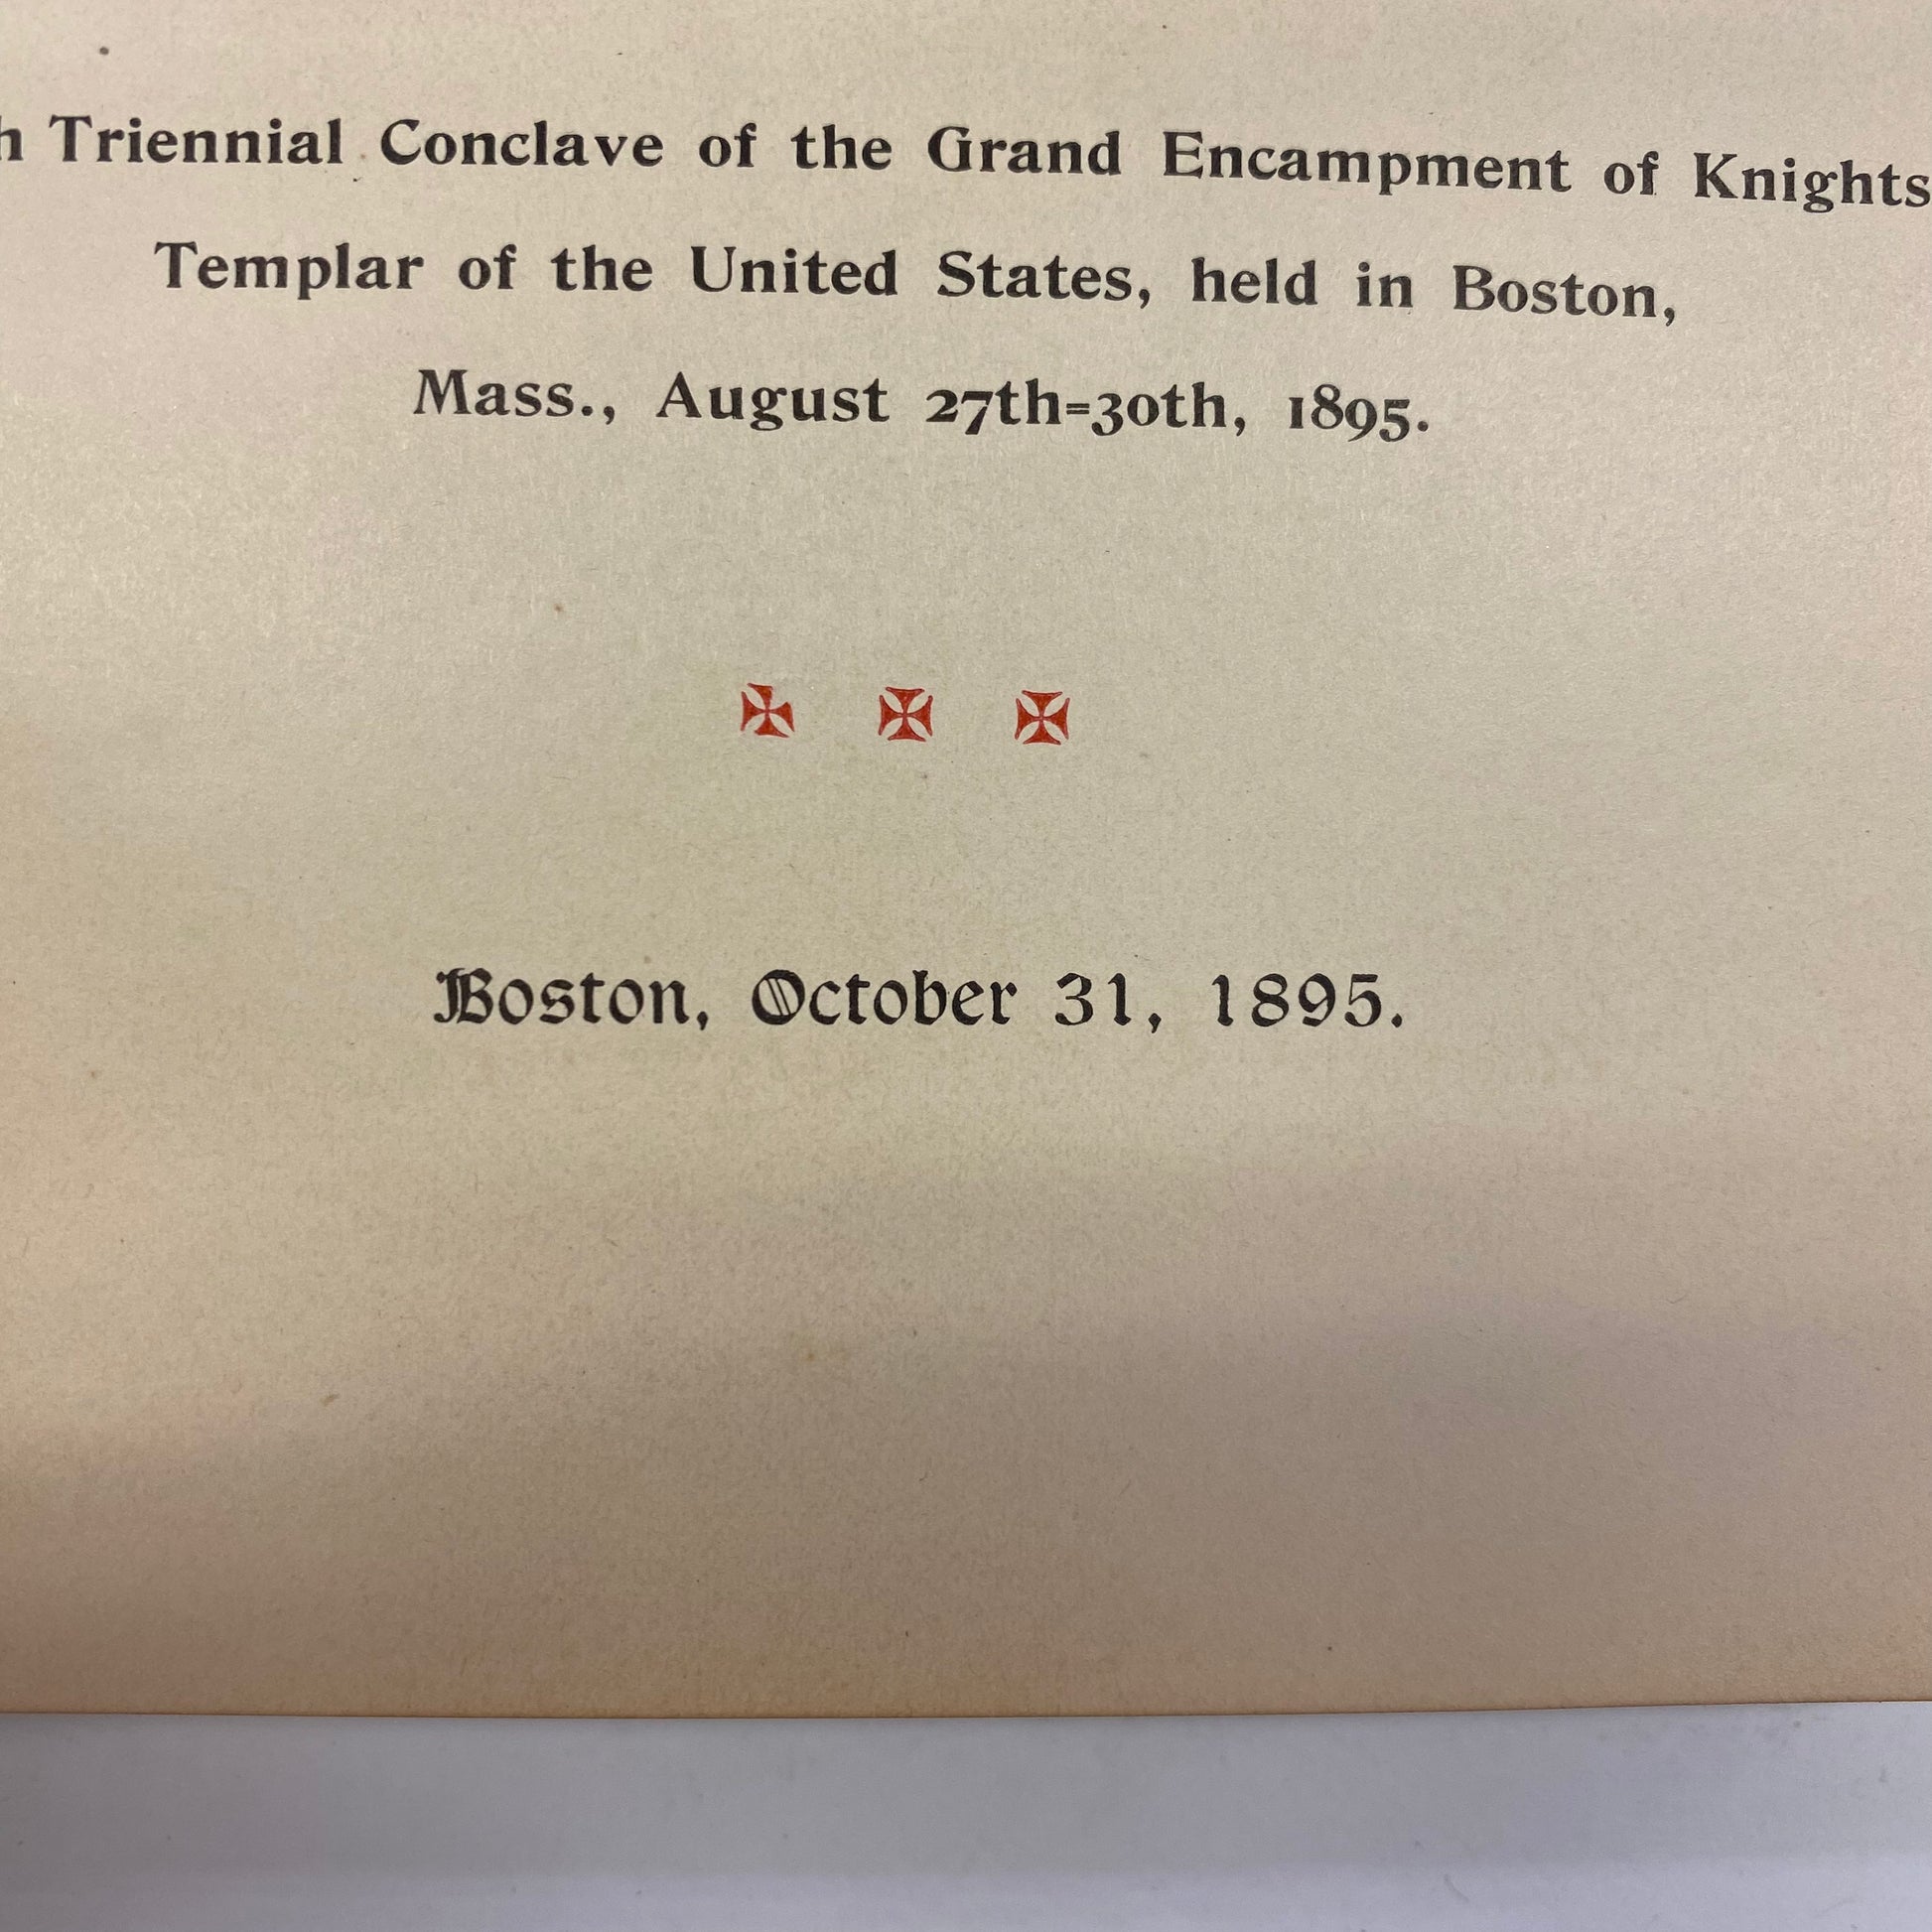 h Triennial Conclave of the Grand Encampment of Knights
Templar of the United States, held in Boston,
Mass., August 27th=30th, 1895.
Boston, October 31, 1895.